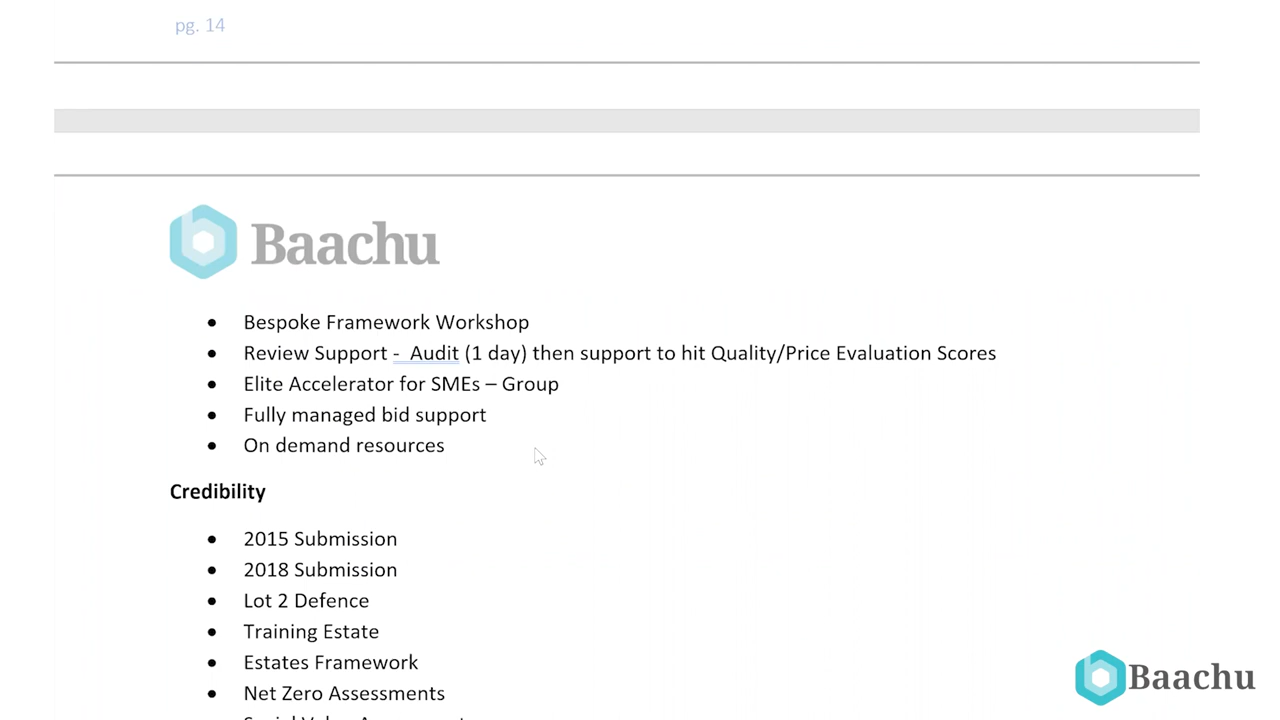 pg. 14
Baachu
• Bespoke Framework Workshop
• Review Support -  Audit (1 day) then support to hit Quality/Price Evaluation Scores
• Elite Accelerator for SMEs – Group
• Fully managed bid support
• On demand resources
Credibility
• 2015 Submission
• 2018 Submission
• Lot 2 Defence
• Training Estate
• Estates Framework
• Net Zero Assessments
Baachu